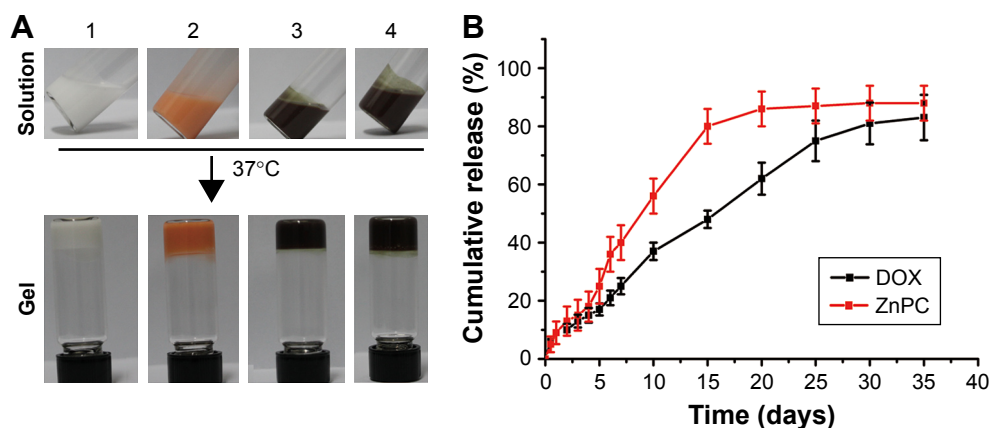 A
1 2 3 4
Solution
37°C
Gel
B
Cumulative release (%)
100
80
60
40
20
0
0 5 10 15 20 25 30 35 40
Time (days)
DOX
ZnPC